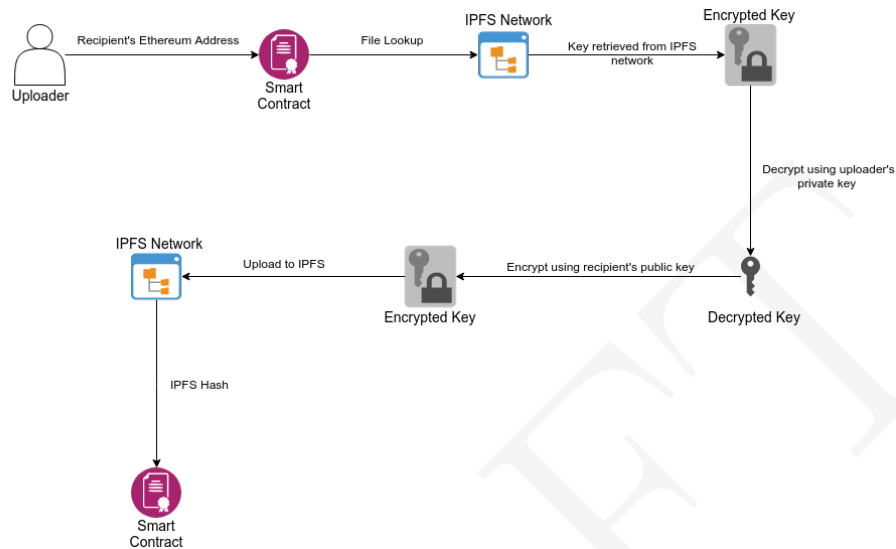 IPFS Network
Encrypted Key
Recipient's Ethereum Address
File Lookup
Key retrieved from IPFS
network
Uploader
Smart
Contract
Decrypt using uploader's
private key
IPFS Network
Upload to IPFS
Encrypt using recipient's public key
Encrypted Key
Decrypted Key
IPFS Hash
Smart
Contract
FT